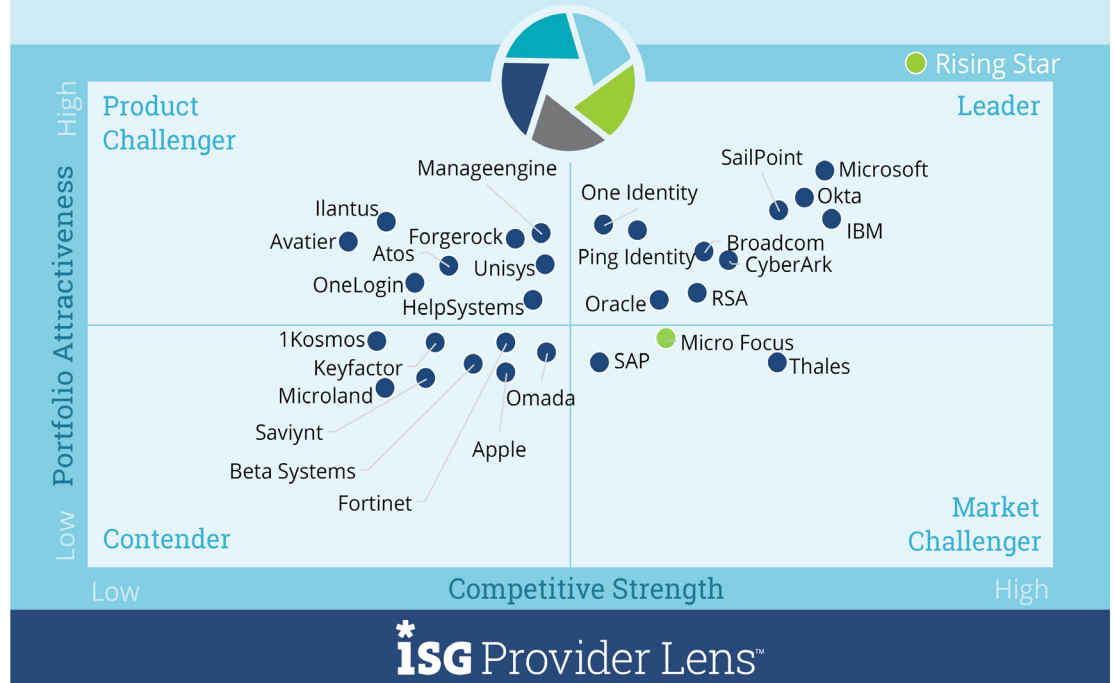 Rising Star
High
Product
Challenger
Leader
Manageengine
SailPoint
Microsoft
One Identity
Okta
Ilantus
IBM
Avatier
Forgerock
Broadcom
Atos
Ping Identity
CyberArk
Unisys
OneLogin
HelpSystems
Oracle
RSA
Portfolio Attractiveness
1Kosmos
Micro Focus
Keyfactor
SAP
Thales
Microland
Omada
Saviynt
Apple
Beta Systems
Fortinet
Low
Contender
Market
Challenger
Low
Competitive Strength
High
*iSG Provider Lens™